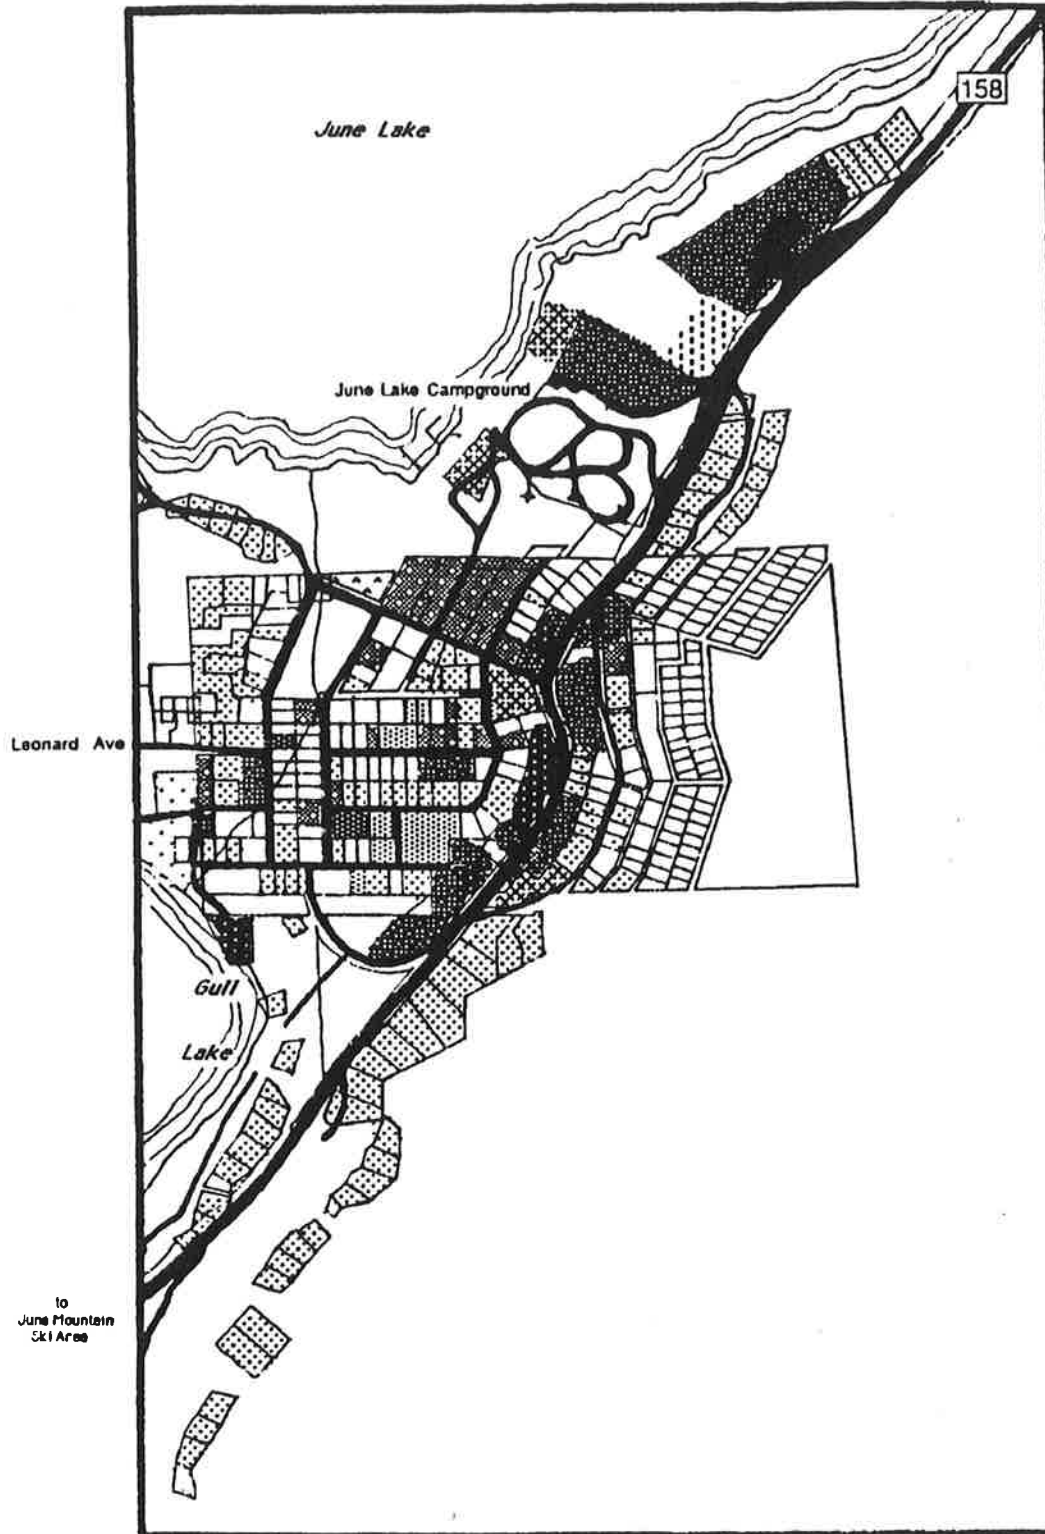 158
June Lake
June Lake Campground
Leonard Ave
Gull
Lake
to
June Mountain
Ski Area